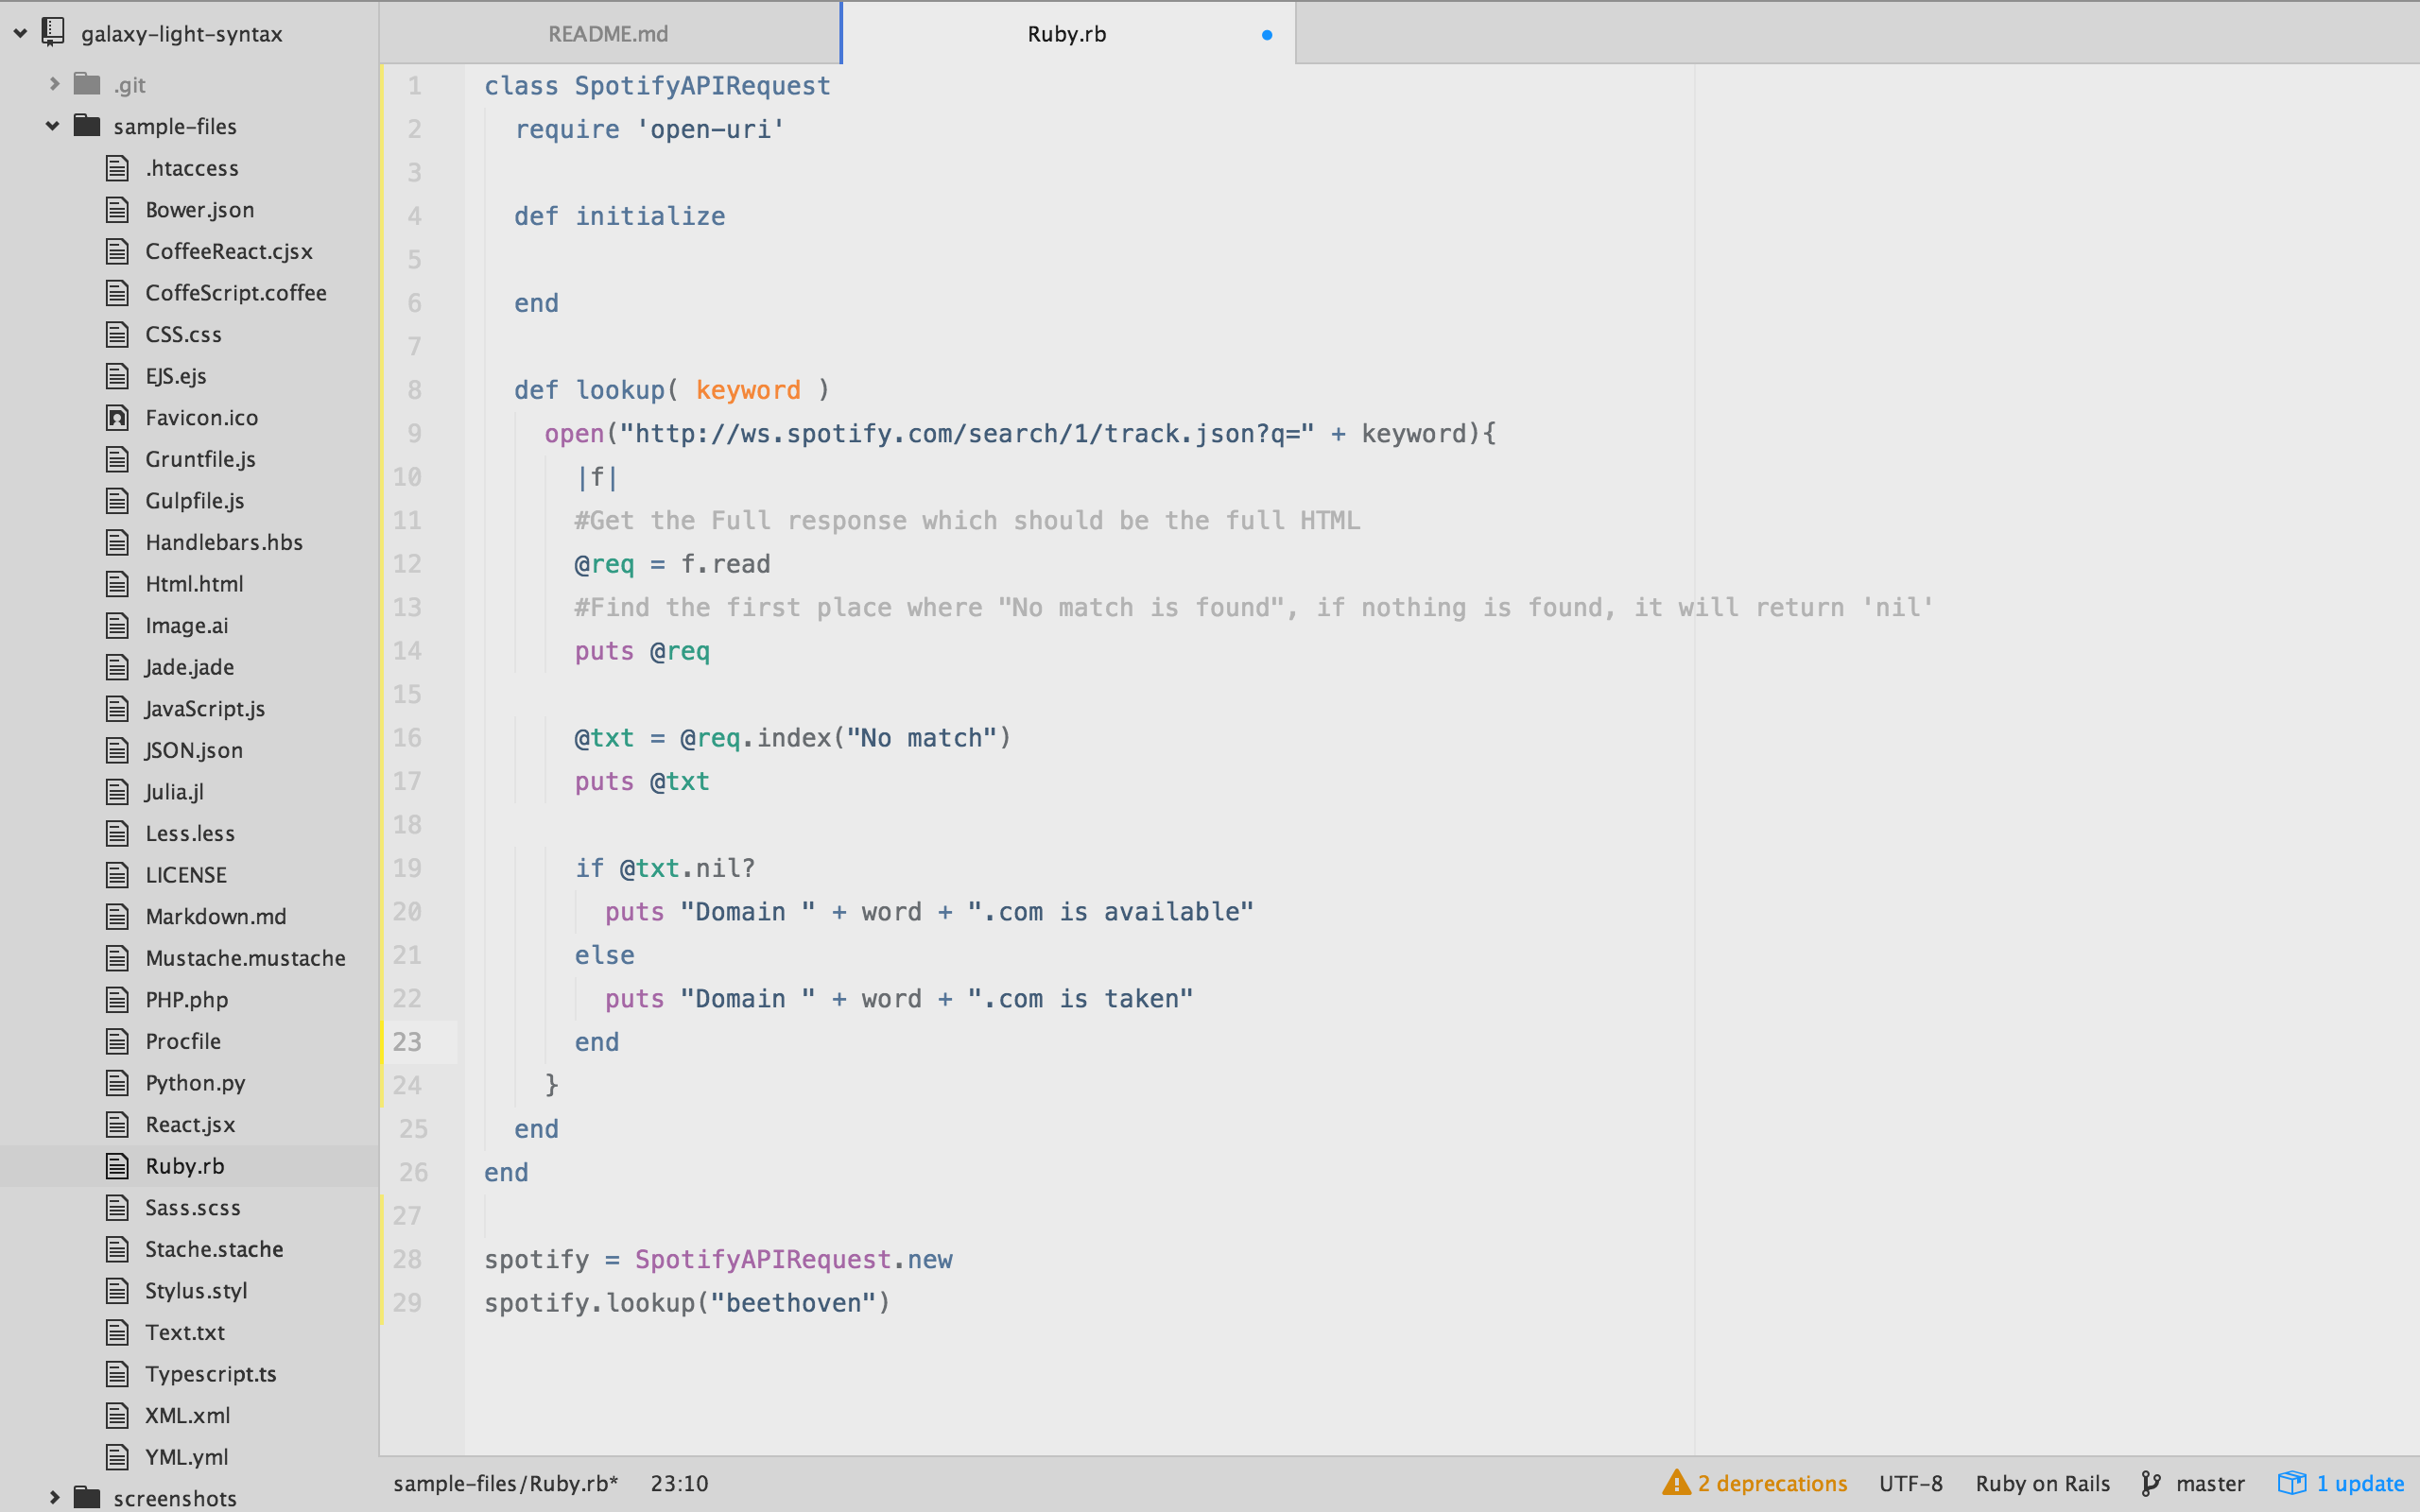 galaxy-light-syntax
.git
sample-files
.htaccess
Bower.json
CoffeeReact.cjsx
CoffeScript.coffee
CSS.css
EJS.ejs
Favicon.ico
Gruntfile.js
Gulpfile.js
Handlebars.hbs
Html.html
Image.ai
Jade.jade
JavaScript.js
JSON.json
Julia.jl
Less.less
LICENSE
Markdown.md
Mustache.mustache
PHP.php
Procfile
Python.py
React.jsx
Ruby.rb
Sass.scss
Stache.stache
Stylus.styl
Text.txt
Typescript.ts
XML.xml
YML.yml
screenshots
README.md
Ruby.rb
1 class SpotifyAPIRequest
2 require 'open-uri'
3
4 def initialize
5
6 end
7
8 def lookup( keyword )
9 open("http://ws.spotify.com/search/1/track.json?q=" + keyword){
10 |f|
11 #Get the Full response which should be the full HTML
12 @req = f.read
13 #Find the first place where "No match is found", if nothing is found, it will return 'nil'
14 puts @req
15
16 @txt = @req.index("No match")
17 puts @txt
18
19 if @txt.nil?
20 puts "Domain " + word + ".com is available"
21 else
22 puts "Domain " + word + ".com is taken"
23 end
24 }
25 end
26 end
27
28 spotify = SpotifyAPIRequest.new
29 spotify.lookup("beethoven")
sample-files/Ruby.rb* 23:10 2 deprecations UTF-8 Ruby on Rails master 1 update